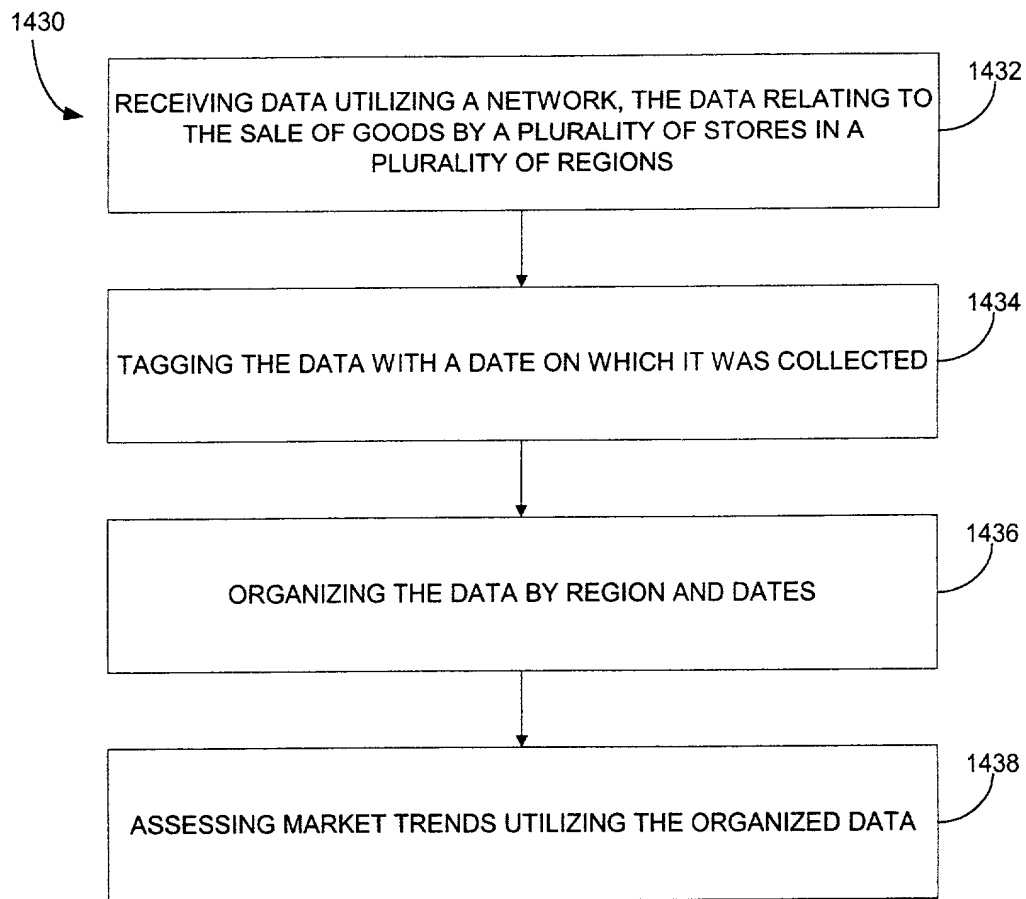 1430
1432
RECEIVING DATA UTILIZING A NETWORK, THE DATA RELATING TO
THE SALE OF GOODS BY A PLURALITY OF STORES IN A
PLURALITY OF REGIONS
1434
TAGGING THE DATA WITH A DATE ON WHICH IT WAS COLLECTED
1436
ORGANIZING THE DATA BY REGION AND DATES
1438
ASSESSING MARKET TRENDS UTILIZING THE ORGANIZED DATA